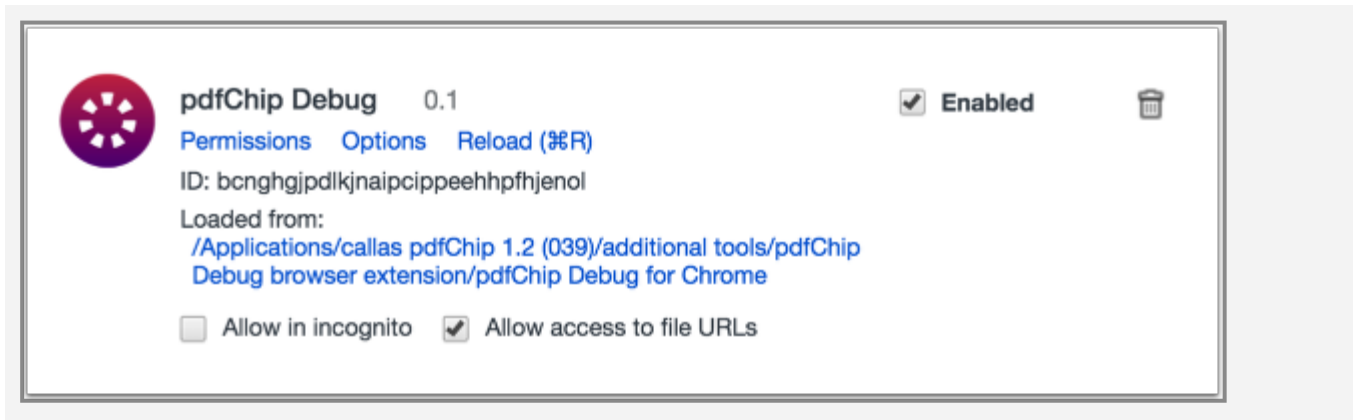 pdfChip Debug 0.1 Enabled
Permissions Options Reload (⌘R)
ID: bcnghgjpdlkjnaipcippeehhpfhjenol
Loaded from:
/Applications/callas pdfChip 1.2 (039)/additional tools/pdfChip
Debug browser extension/pdfChip Debug for Chrome
Allow in incognito Allow access to file URLs